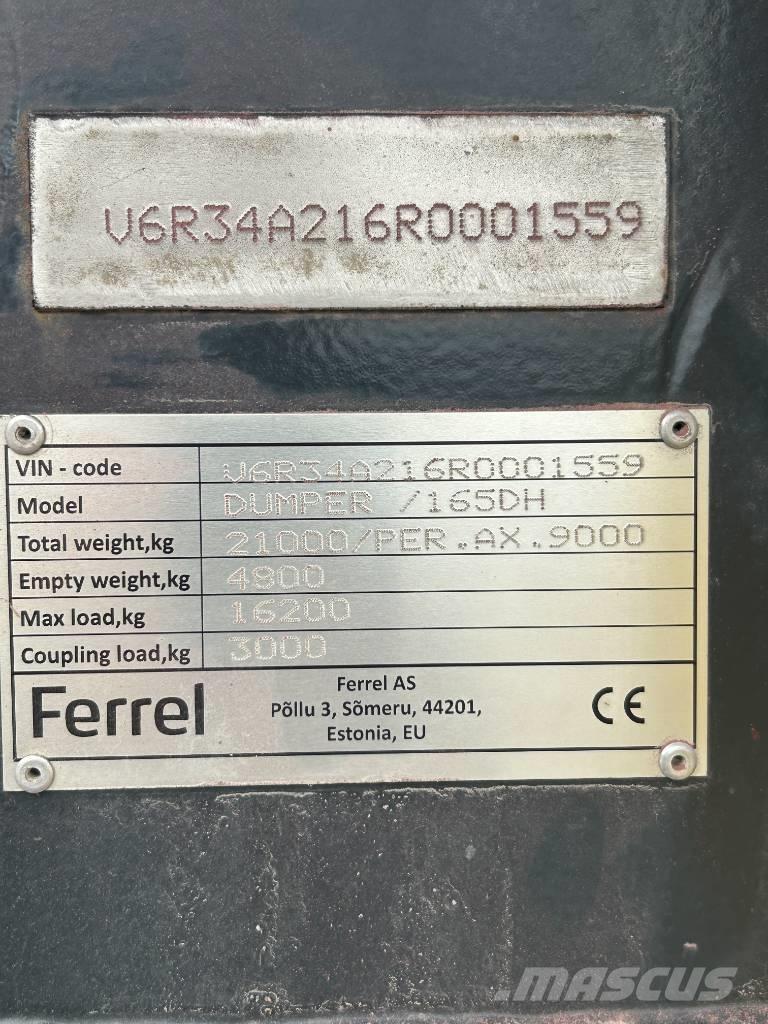 V6R34A216R0001559
VIN - code V6R34A216R0001559
Model DUMPER /165DH
Total weight,kg 21000/PER.AX.9000
Empty weight,kg 4800
Max load,kg 16200
Coupling load,kg 3000
Ferrel
Ferrel AS
Põllu 3, Sõmeru, 44201,
Estonia, EU
CE
MASCUS